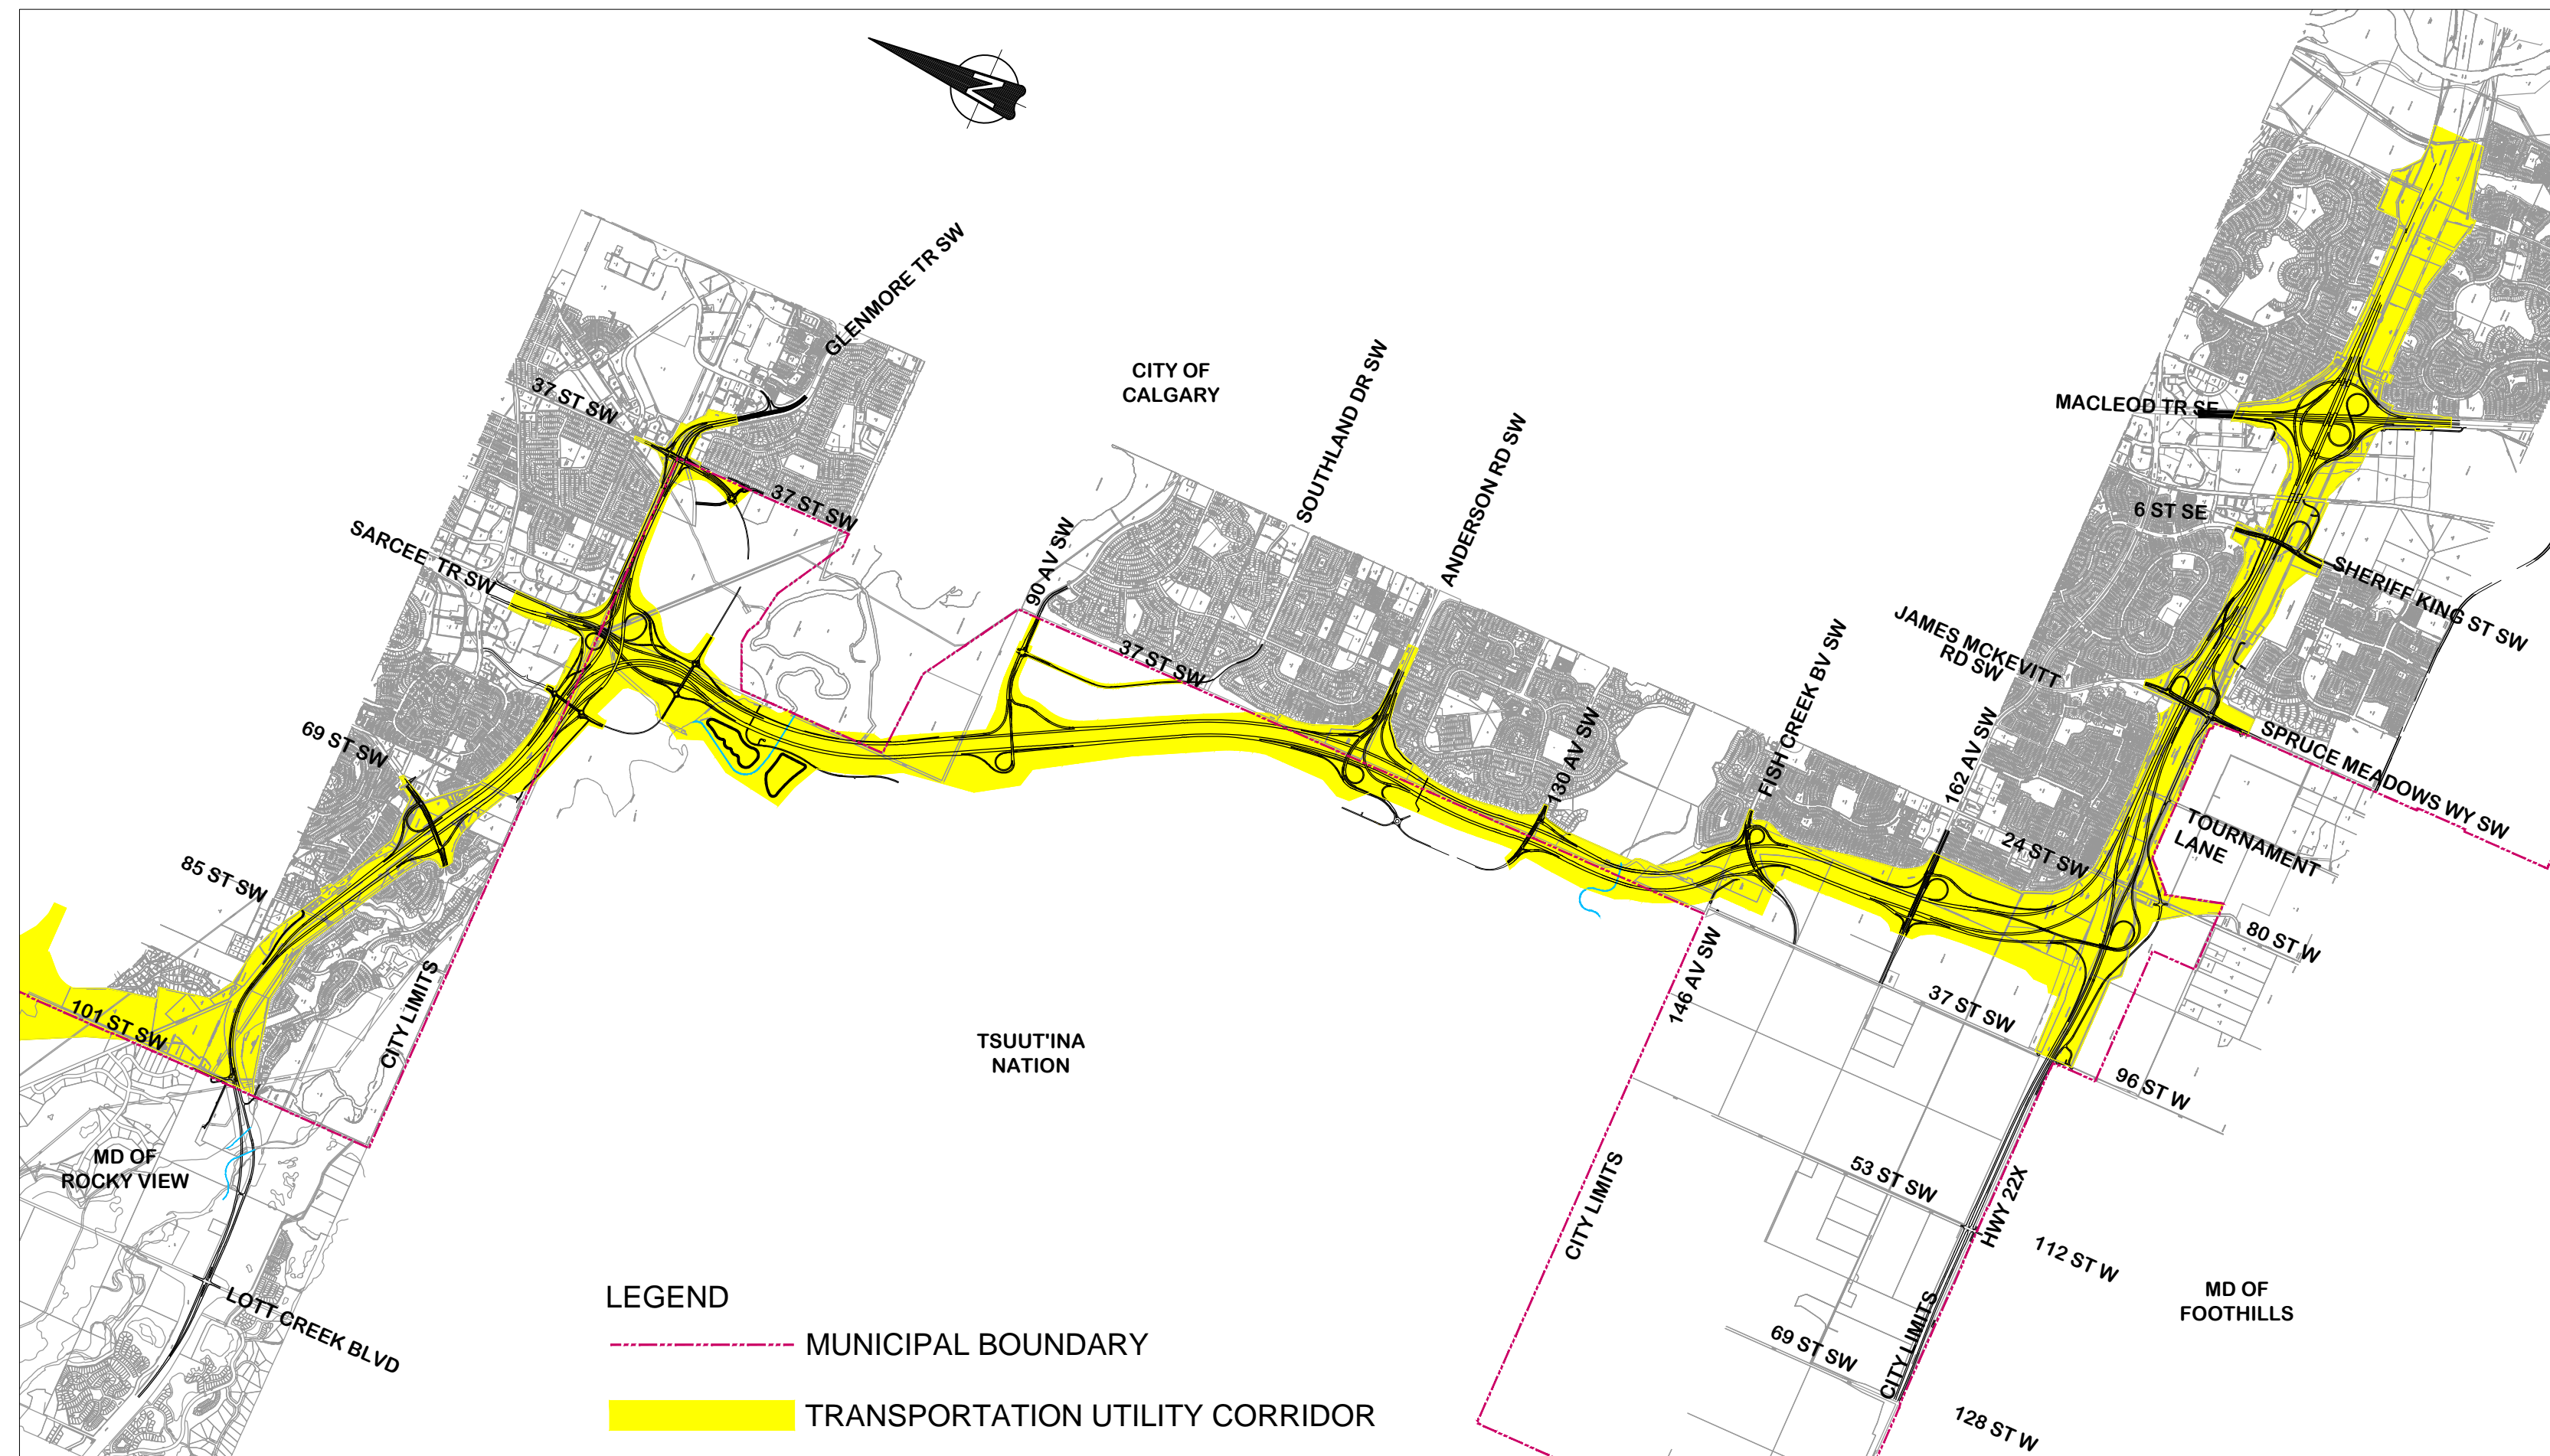 N
GLENMORE TR SW
37 ST SW
37 ST SW
SARCEE TR SW
69 ST SW
85 ST SW
101 ST SW
CITY LIMITS
MD OF
ROCKY VIEW
LOTT CREEK BLVD
CITY OF
CALGARY
90 AV SW
37 ST SW
SOUTHLAND DR SW
ANDERSON RD SW
130 AV SW
FISH CREEK BV SW
162 AV SW
24 ST SW
JAMES MCKEVITT
RD SW
MACLEOD TR SE
6 ST SE
SHERIFF KING ST SW
SPRUCE MEADOWS WY SW
TOURNAMENT
LANE
80 ST W
96 ST W
37 ST SW
146 AV SW
TSUUT'INA
NATION
53 ST SW
HWY 22X
CITY LIMITS
112 ST W
MD OF
FOOTHILLS
CITY LIMITS
69 ST SW
128 ST W
LEGEND
MUNICIPAL BOUNDARY
TRANSPORTATION UTILITY CORRIDOR